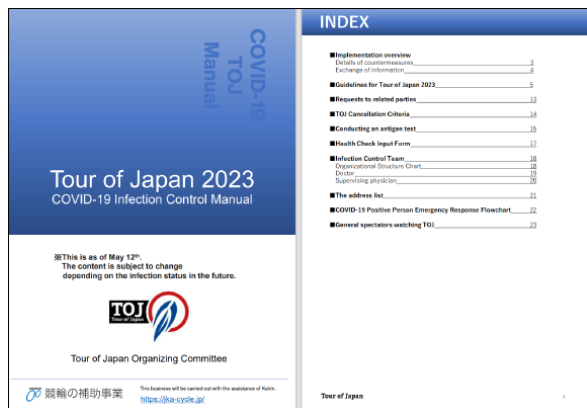 COVID-19
TOJ
Manual
Tour of Japan 2023
COVID-19 Infection Control Manual
※This is as of May 12th.
The content is subject to change
depending on the infection status in the future.
TOJ
Tour of Japan
Tour of Japan Organizing Committee
競輪の補助事業
This business will be carried out with the assistance of Keirin.
https://jka-cycle.jp/
INDEX
■Implementation overview
Details of countermeasures 3
Exchange of information 4
■Guidelines for Tour of Japan 2023 5
■Requests to related parties 13
■TOJ Cancellation Criteria 14
■Conducting an antigen test 15
■Health Check Input Form 17
■Infection Control Team 18
Organizational Structure Chart 18
Doctor 19
Supervising physician 20
■The address list 21
■COVID-19 Positive Person Emergency Response Flowchart 22
■General spectators watching TOJ 23
Tour of Japan